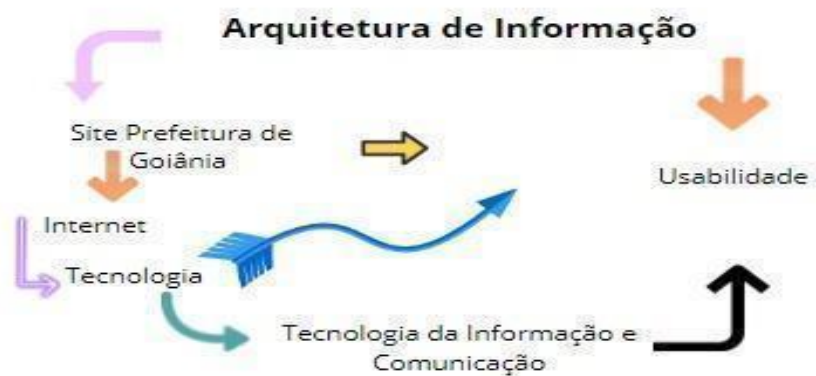 Arquitetura de Informação
Site Prefeitura de
Goiânia
Usabilidade
Internet
Tecnologia
Tecnologia da Informação e
Comunicação